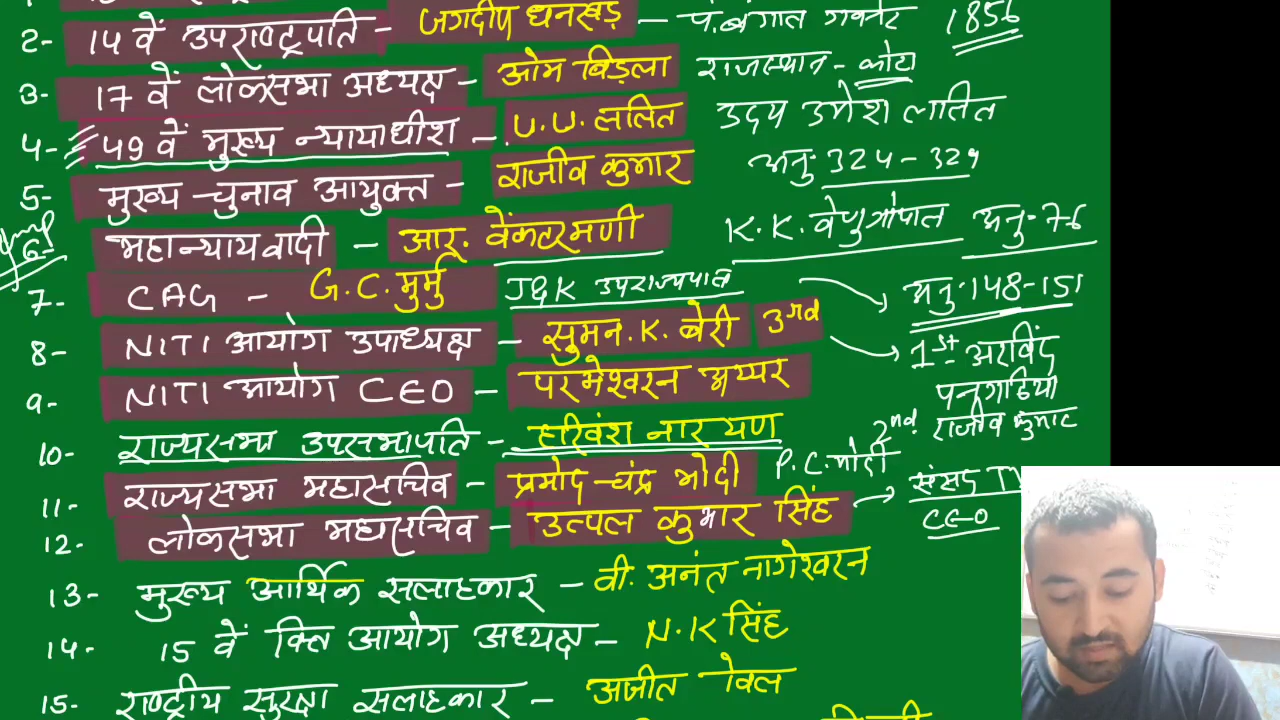 2- 14 वें उपराष्ट्रपति - जगदीप धनखड़ - पं. बंगाल गवर्नर 1856
3- 17 वें लोकसभा अध्यक्ष - ओम बिड़ला राजस्थान - कोटा
4- 49 वें मुख्य न्यायाधीश - U.U. ललित उदय उमेश ललित
5- मुख्य चुनाव आयुक्त - राजीव कुमार अनु. 324-329
Imp 6- महान्यायवादी - आर. वेंकटरमणी K.K. वेणुगोपाल अनु-76
7- CAG - G.C. मुर्मु J&K उपराज्यपाल अनु. 148-151
8- NITI आयोग उपाध्यक्ष - सुमन. K. बेरी 3rd 1st अरविंद
पनगढिया
9- NITI आयोग CEO - परमेश्वरन अय्यर
2nd. राजीव कुमार
10- राज्यसभा उपसभापति - हरिवंश नारायण
11- राज्यसभा महासचिव - प्रमोद चंद्र मोदी P.C. मोदी संसद TV
CEO
12- लोकसभा महासचिव - उत्पल कुमार सिंह
13- मुख्य आर्थिक सलाहकार - वी. अनंत नागेश्वरन
14- 15 वें वित्त आयोग अध्यक्ष - N.K सिंह
15- राष्ट्रीय सुरक्षा सलाहकार - अजीत डोवल